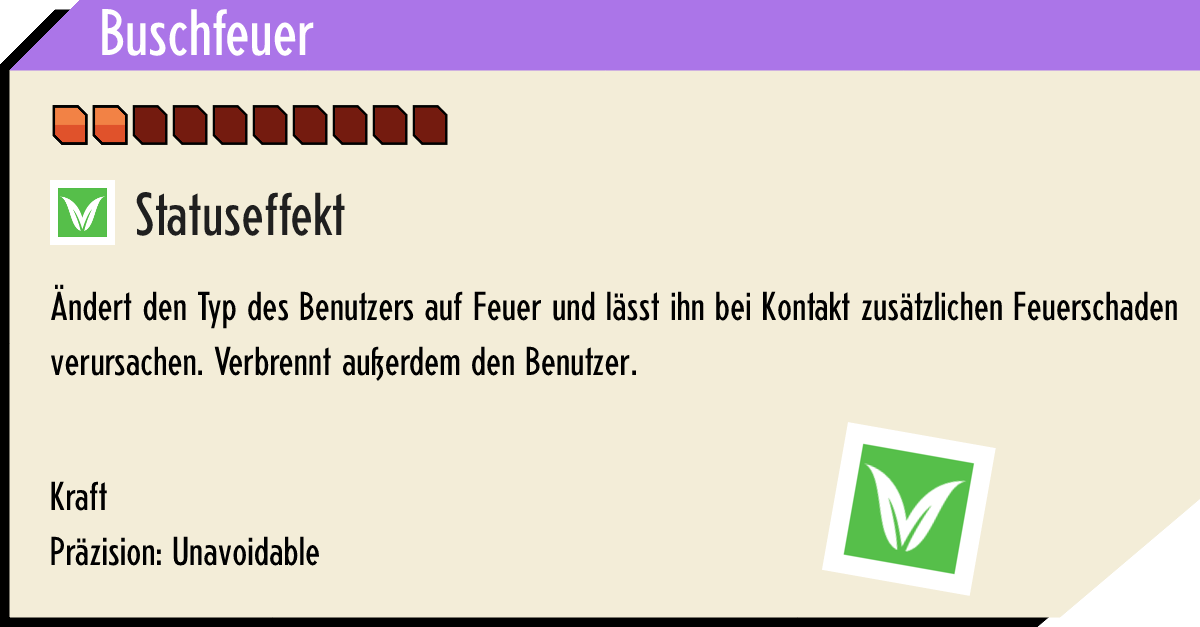 Buschfeuer
Statuseffekt
Ändert den Typ des Benutzers auf Feuer und lässt ihn bei Kontakt zusätzlichen Feuerschaden
verursachen. Verbrennt außerdem den Benutzer.
Kraft
Präzision: Unavoidable